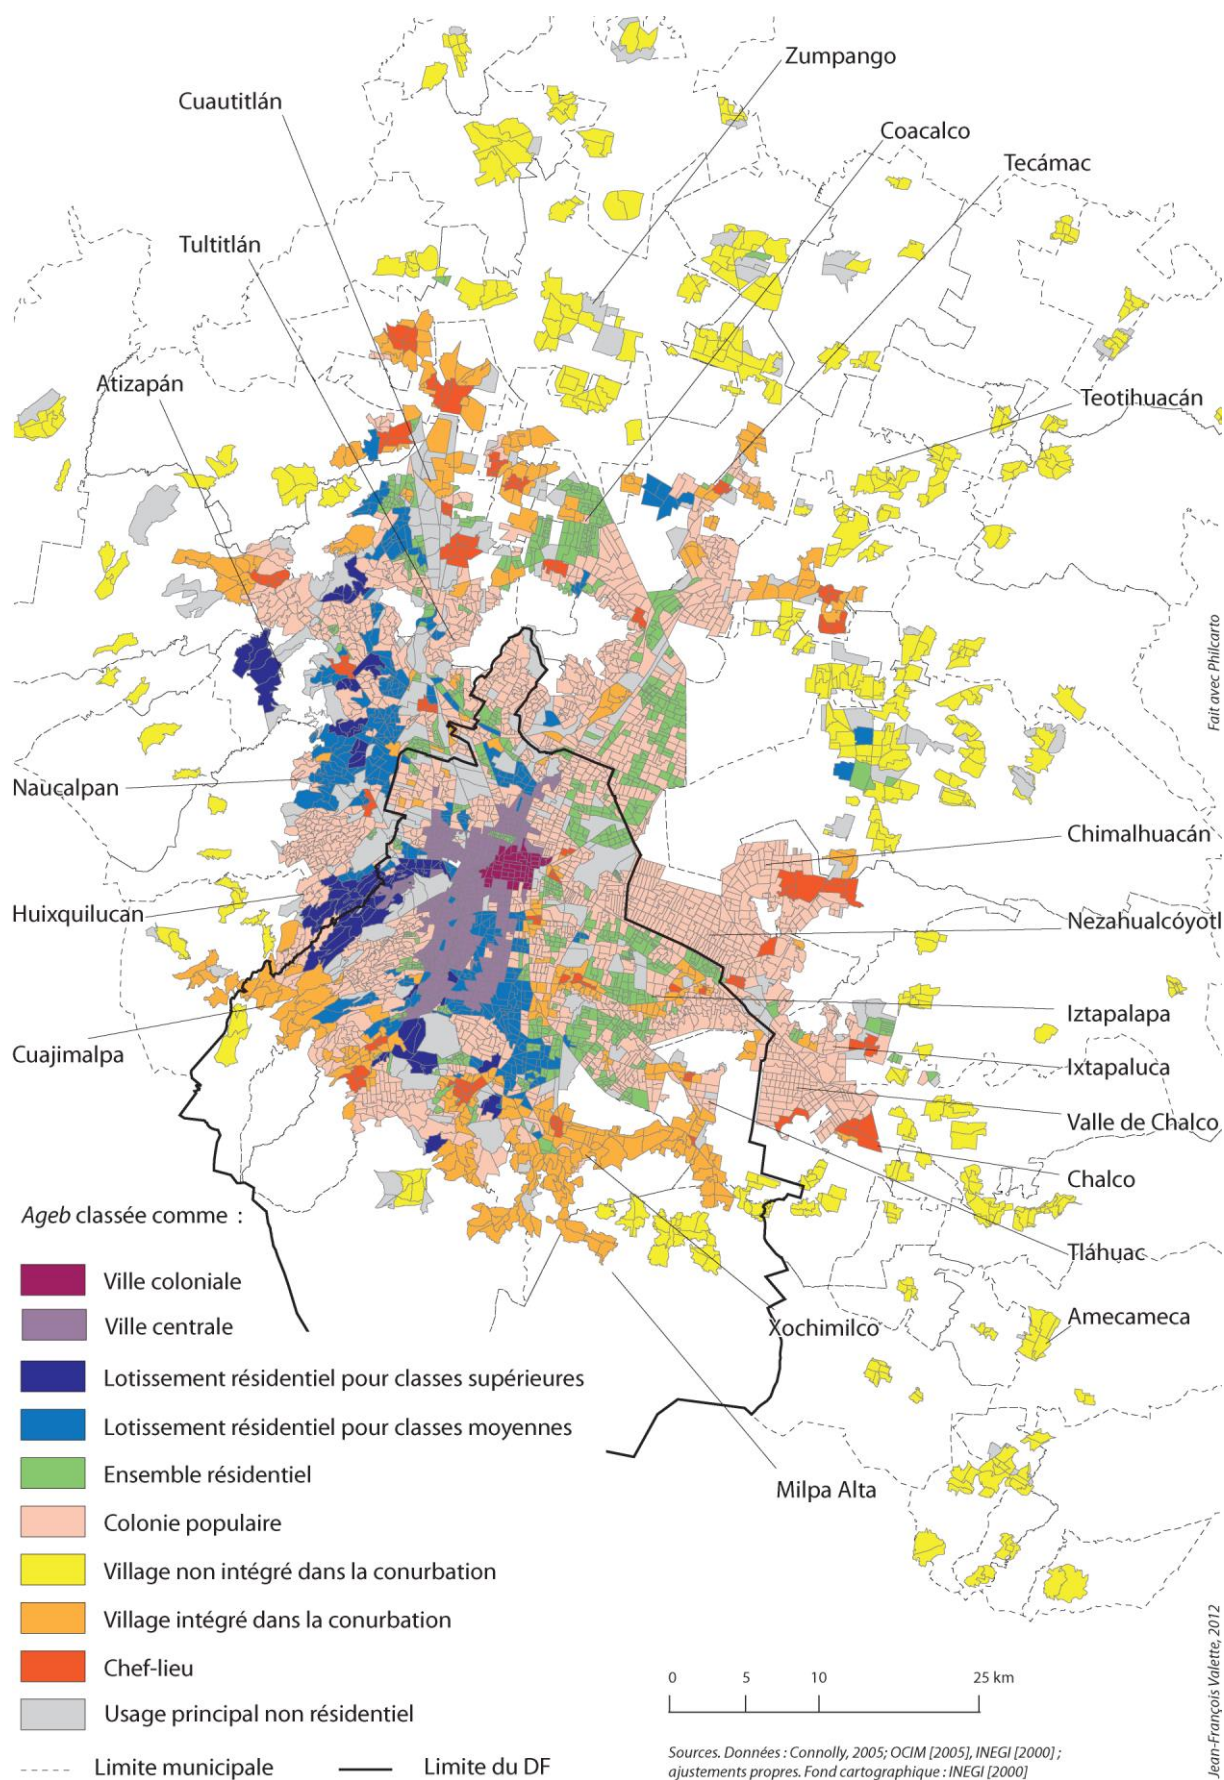 Zumpango
Cuautitlán
Coacalco
Tecámac
Tultitlán
Atizapán
Teotihuacán
Fait avec Philcarto
Naucalpan
Chimalhuacán
Huixquilucan
Nezahualcóyotl
Iztapalapa
Cuajimalpa
Ixtapaluca
Valle de Chalco
Chalco
Ageb classée comme :
Tláhuac
Ville coloniale
Amecameca
Ville centrale
Xochimilco
Lotissement résidentiel pour classes supérieures
Lotissement résidentiel pour classes moyennes
Ensemble résidentiel
Milpa Alta
Colonie populaire
Village non intégré dans la conurbation
Village intégré dans la conurbation
Chef-lieu
0 5 10 25 km
Usage principal non résidentiel
Limite municipale
Limite du DF
Sources. Données : Connolly, 2005; OCIM [2005], INEGI [2000] ;
ajustements propres. Fond cartographique : INEGI [2000]
Jean-François Valette, 2012